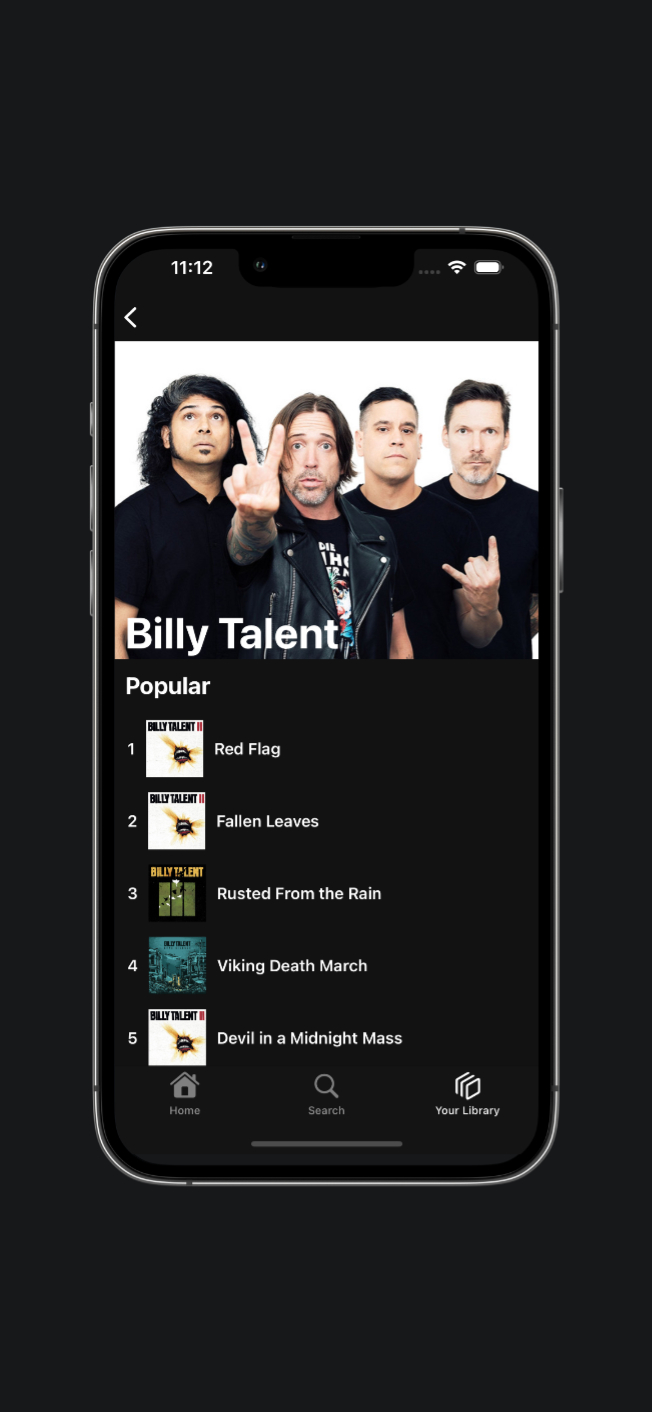 11:12
DIE
Billy Talent
Popular
1
BILLY TALENT II
Red Flag
2
BILLY TALENT II
Fallen Leaves
3
BILLY TALENT
Rusted From the Rain
4
BILLY TALENT
Viking Death March
5
BILLY TALENT II
Devil in a Midnight Mass
Home
Search
Your Library